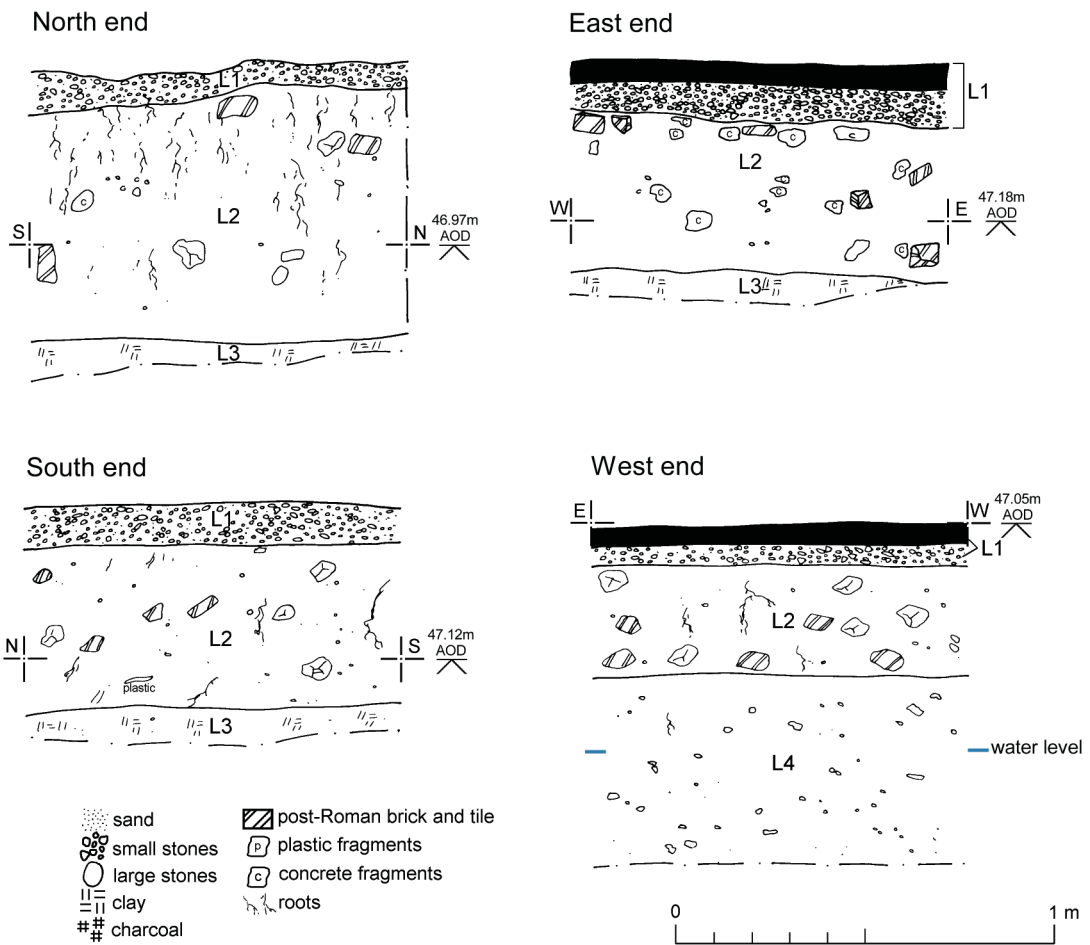 North end
L1
L2
S
N
46.97m
AOD
L3
East end
L1
L2
W
E
47.18m
AOD
L3
c
c
c
c
c
c
c
c
c
c
c
c
South end
L1
L2
N
S
47.12m
AOD
plastic
L3
West end
E
W
47.05m
AOD
L1
L2
L4
water level
sand
small stones
large stones
clay
charcoal
post-Roman brick and tile
p plastic fragments
c concrete fragments
roots
0
1 m